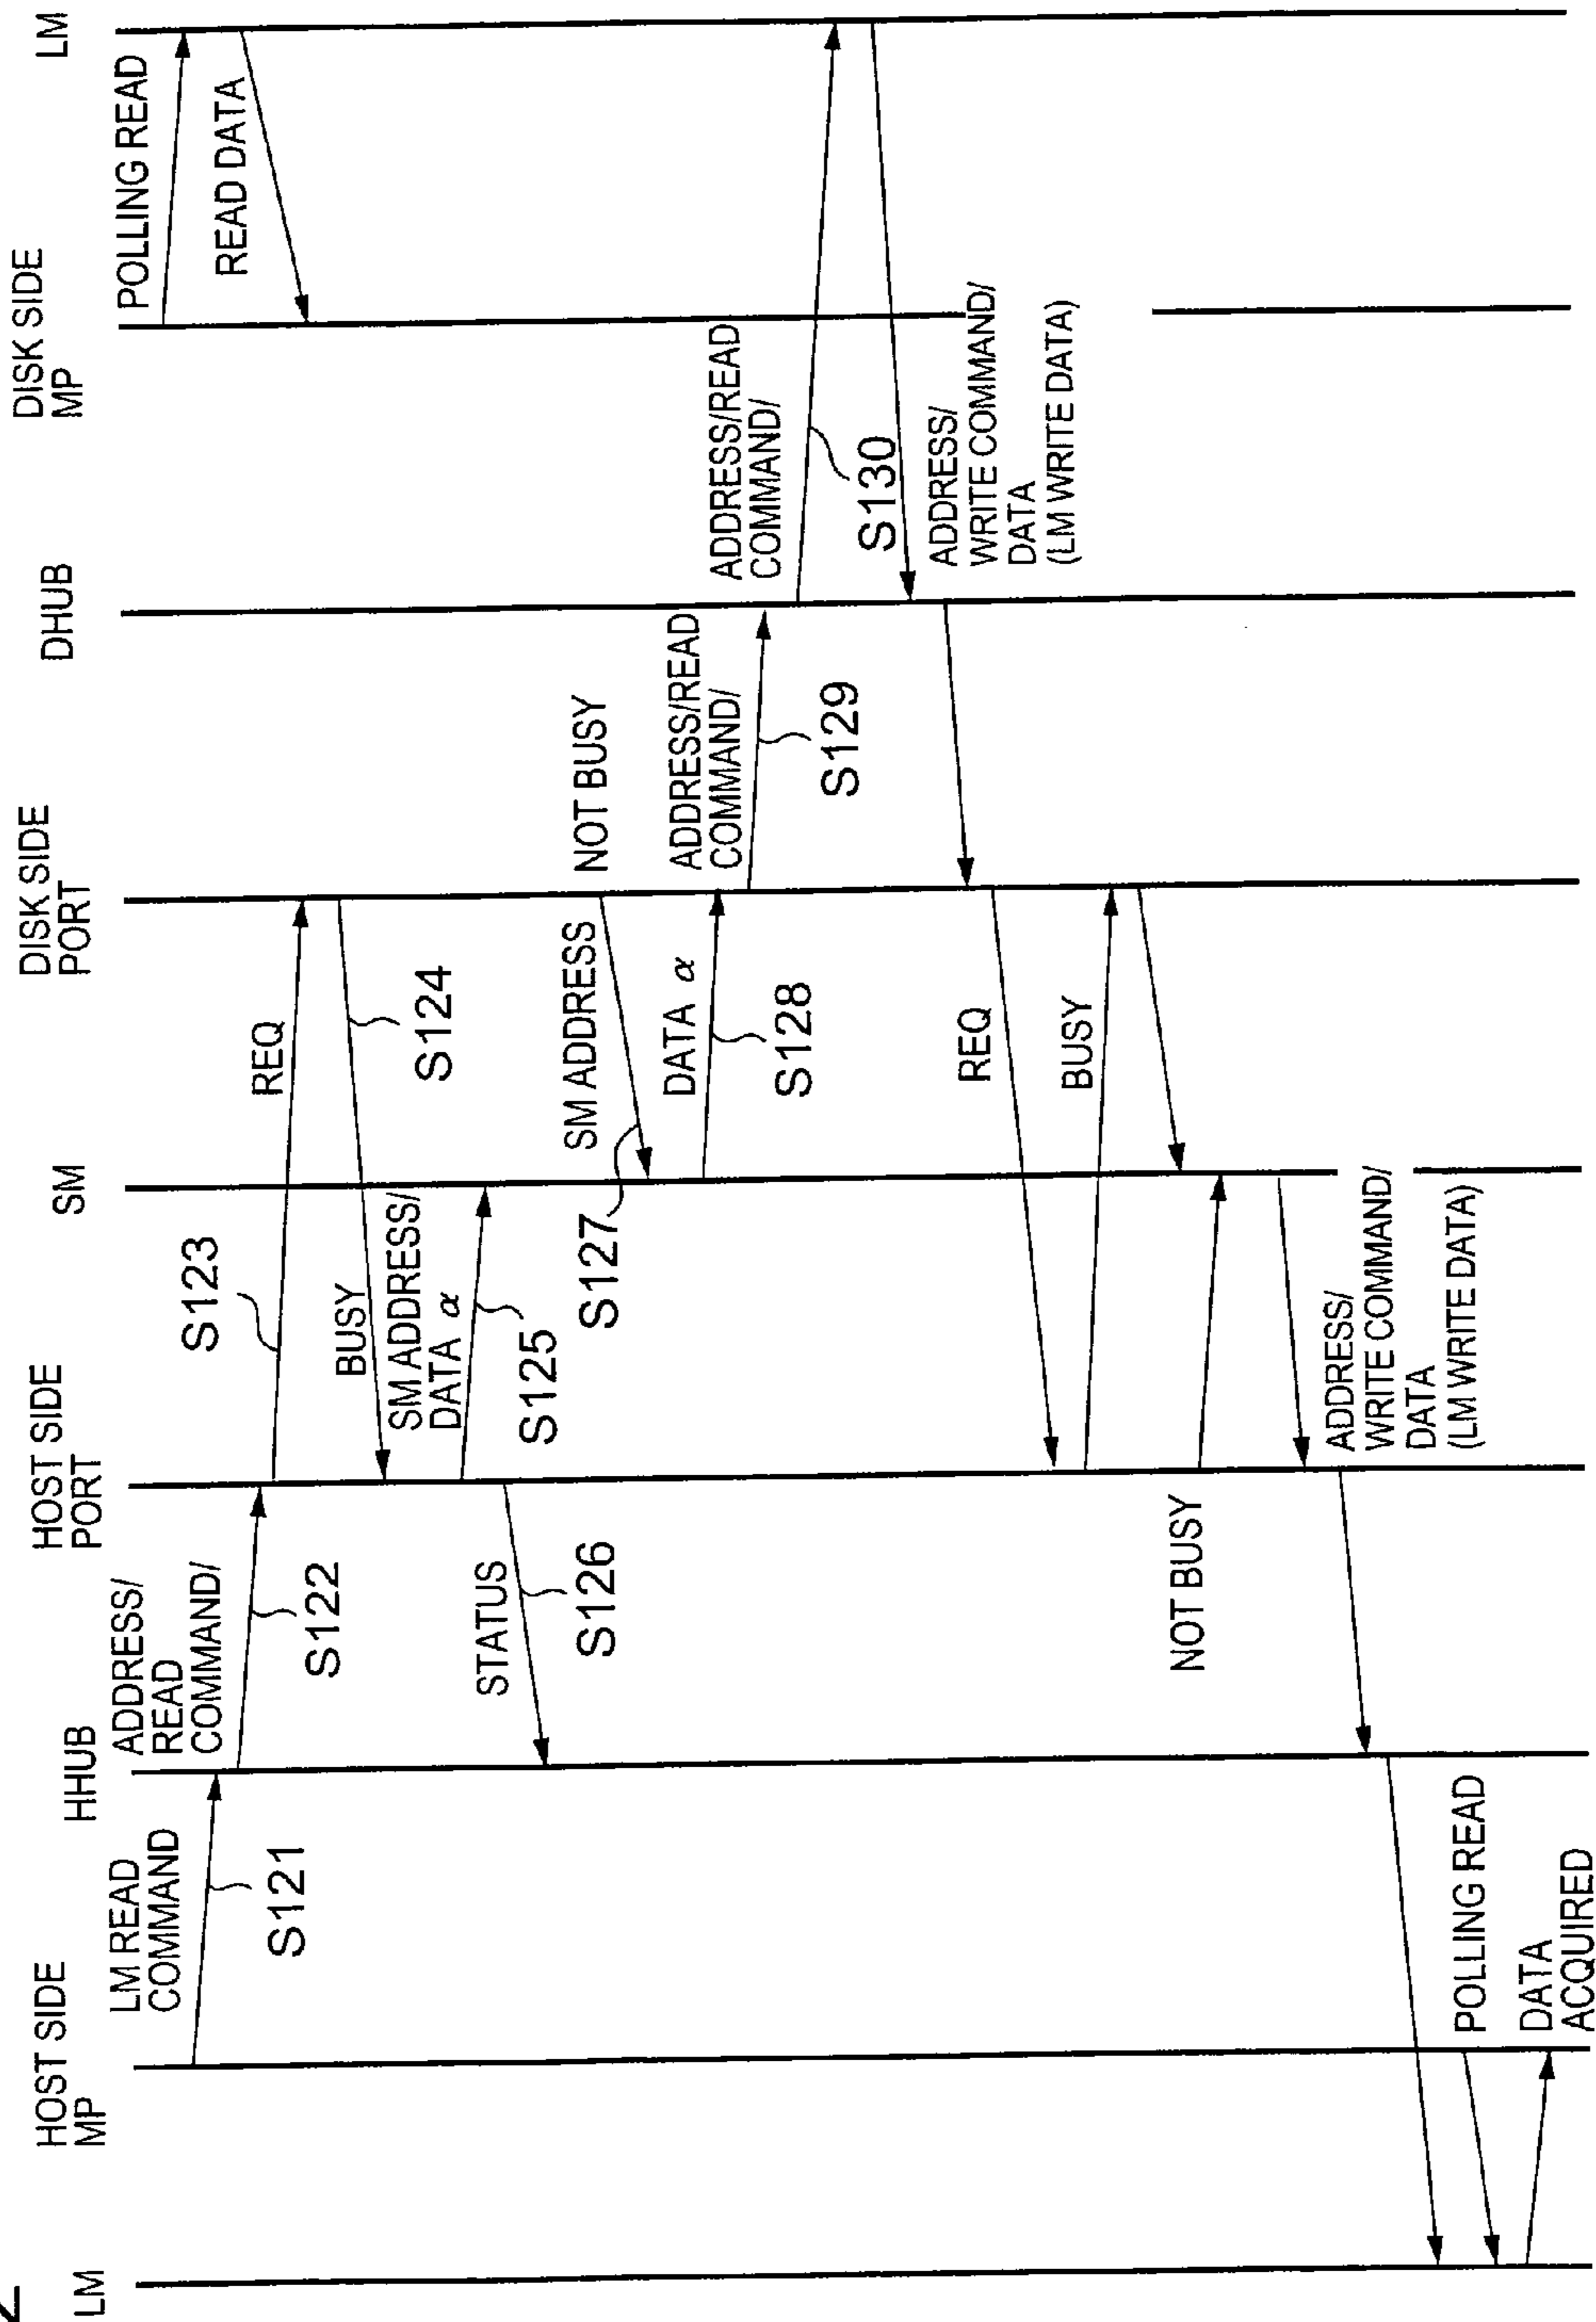 LM
HOST SIDE
MP
HHUB
HOST SIDE
PORT
SM
DISK SIDE
PORT
DHUB
DISK SIDE
MP
LM
POLLING READ
READ DATA
LM READ
COMMAND
S121
ADDRESS/
READ
COMMAND/
S122
S123
REQ
BUSY
S124
SM ADDRESS/
DATA α
S125
STATUS
S126
NOT BUSY
SM ADDRESS
S127
DATA α
S128
ADDRESS/READ
COMMAND/
S129
ADDRESS/READ
COMMAND/
S130
ADDRESS/
WRITE COMMAND/
DATA
(LM WRITE DATA)
REQ
BUSY
NOT BUSY
ADDRESS/
WRITE COMMAND/
DATA
(LM WRITE DATA)
POLLING READ
DATA
ACQUIRED